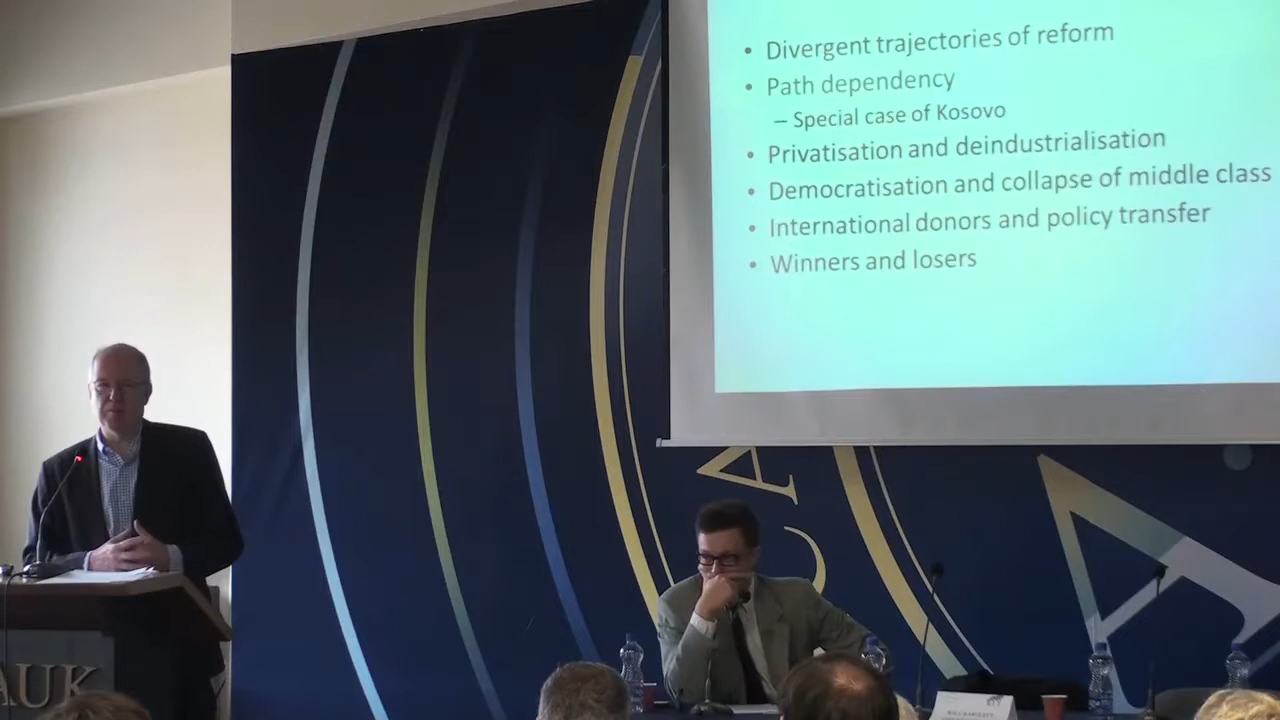 • Divergent trajectories of reform
• Path dependency
– Special case of Kosovo
• Privatisation and deindustrialisation
• Democratisation and collapse of middle class
• International donors and policy transfer
• Winners and losers
CA
A
AUK